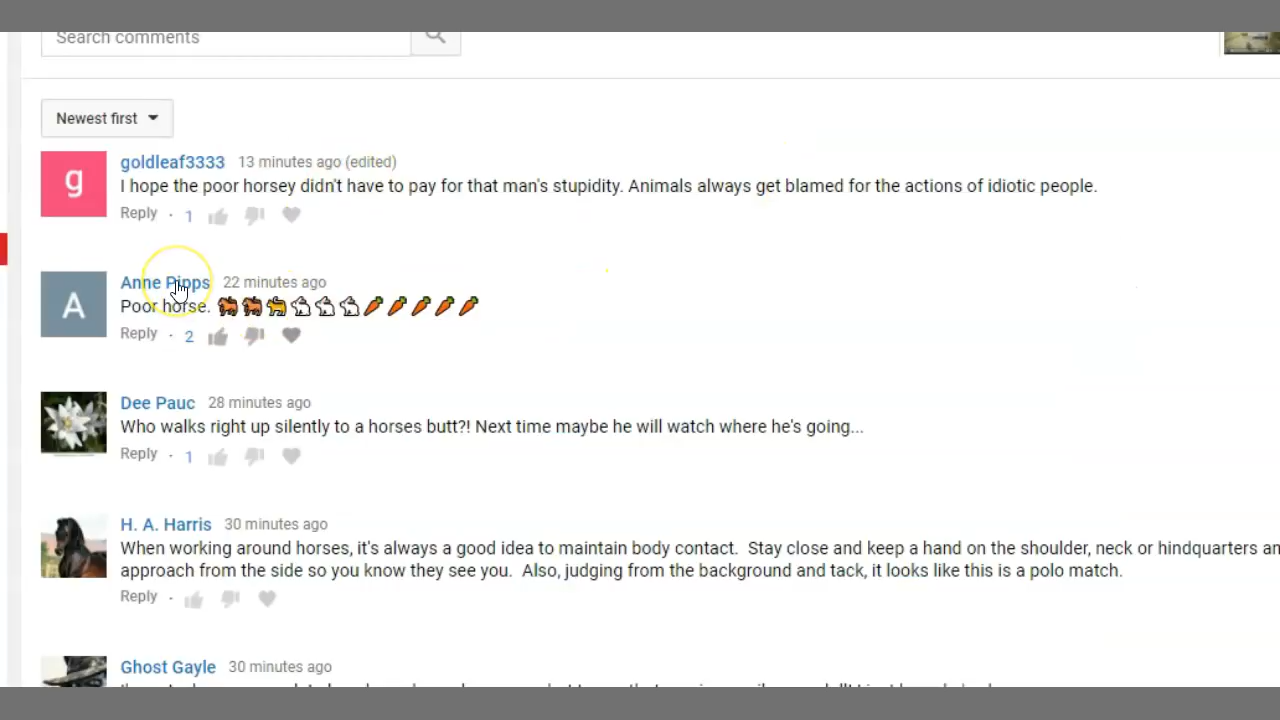 Search comments
Newest first
g
goldleaf3333 13 minutes ago (edited)
I hope the poor horsey didn't have to pay for that man's stupidity. Animals always get blamed for the actions of idiotic people.
Reply · 1
A
Anne Pipps 22 minutes ago
Poor horse. 🐎🐎🐈🐇🐇🐇🥕🥕🥕🥕🥕
Reply · 2
Dee Pauc 28 minutes ago
Who walks right up silently to a horses butt?! Next time maybe he will watch where he's going...
Reply · 1
H. A. Harris 30 minutes ago
When working around horses, it's always a good idea to maintain body contact. Stay close and keep a hand on the shoulder, neck or hindquarters
approach from the side so you know they see you. Also, judging from the background and tack, it looks like this is a polo match.
Reply ·
Ghost Gayle 30 minutes ago